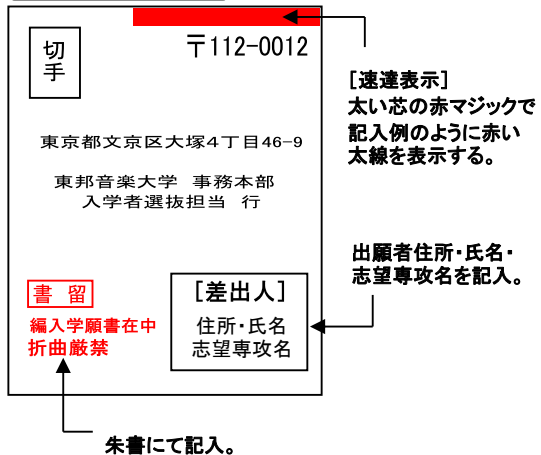 切手
〒112-0012
[速達表示]
太い芯の赤マジックで
記入例のように赤い
太線を表示する。
東京都文京区大塚4丁目46-9
東邦音楽大学 事務本部
入学者選抜担当 行
出願者住所・氏名・
志望専攻名を記入。
書 留
編入学願書在中
折曲厳禁
[差出人]
住所・氏名
志望専攻名
朱書にて記入。